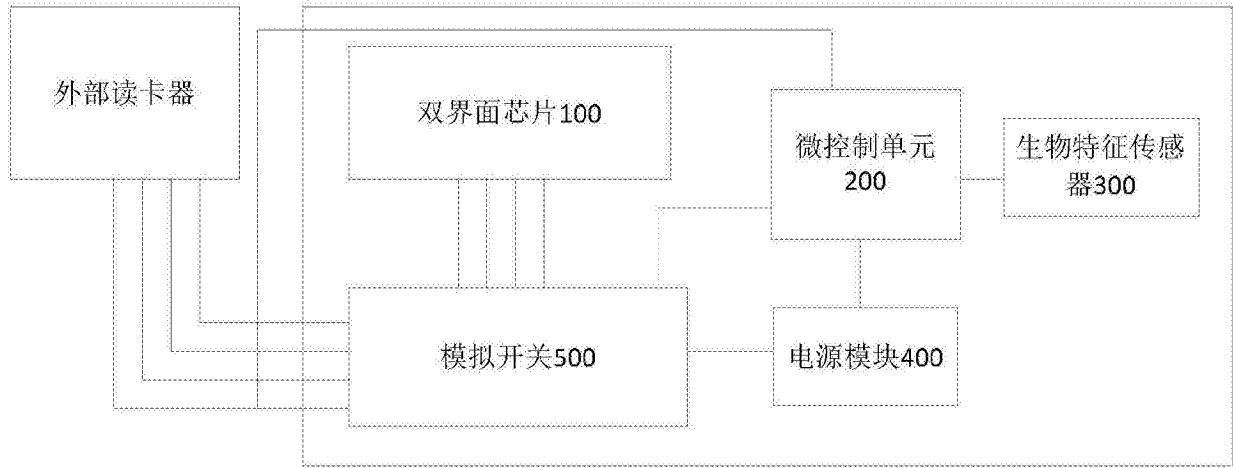 外部读卡器
双界面芯片100
微控制单元
200
生物特征传感
器300
模拟开关500
电源模块400